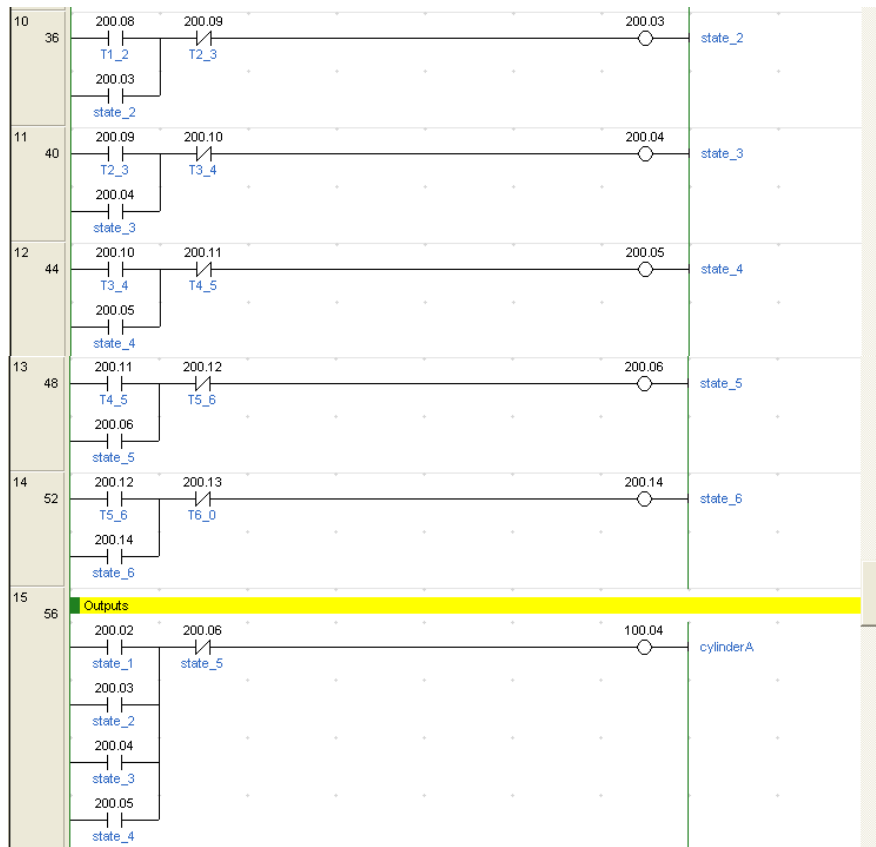 10 200.08 200.09 200.03
36 state_2
T1_2 T2_3
200.03
state_2
11 200.09 200.10 200.04
40 state_3
T2_3 T3_4
200.04
state_3
12 200.10 200.11 200.05
44 state_4
T3_4 T4_5
200.05
state_4
13 200.11 200.12 200.06
48 state_5
T4_5 T5_6
200.06
state_5
14 200.12 200.13 200.14
52 state_6
T5_6 T6_0
200.14
state_6
15
56 Outputs
200.02 200.06 100.04
cylinderA
state_1 state_5
200.03
state_2
200.04
state_3
200.05
state_4